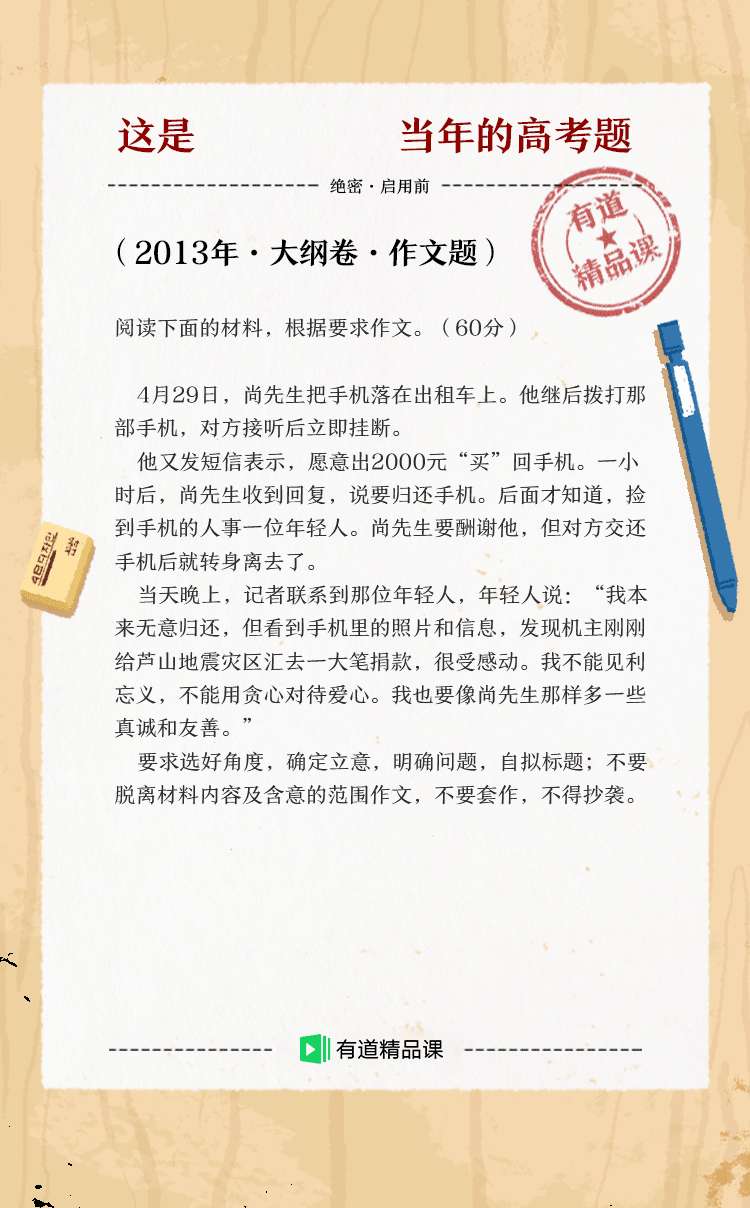 这是 当年的高考题
绝密·启用前
有道
精品课
（2013年·大纲卷·作文题）
阅读下面的材料，根据要求作文。（60分）
4月29日，尚先生把手机落在出租车上。他继后拨打那
部手机，对方接听后立即挂断。
他又发短信表示，愿意出2000元“买”回手机。一小
时后，尚先生收到回复，说要归还手机。后面才知道，捡
到手机的人事一位年轻人。尚先生要酬谢他，但对方交还
手机后就转身离去了。
当天晚上，记者联系到那位年轻人，年轻人说：“我本
来无意归还，但看到手机里的照片和信息，发现机主刚刚
给芦山地震灾区汇去一大笔捐款，很受感动。我不能见利
忘义，不能用贪心对待爱心。我也要像尚先生那样多一些
真诚和友善。”
要求选好角度，确定立意，明确问题，自拟标题；不要
脱离材料内容及含意的范围作文，不要套作，不得抄袭。
有道精品课